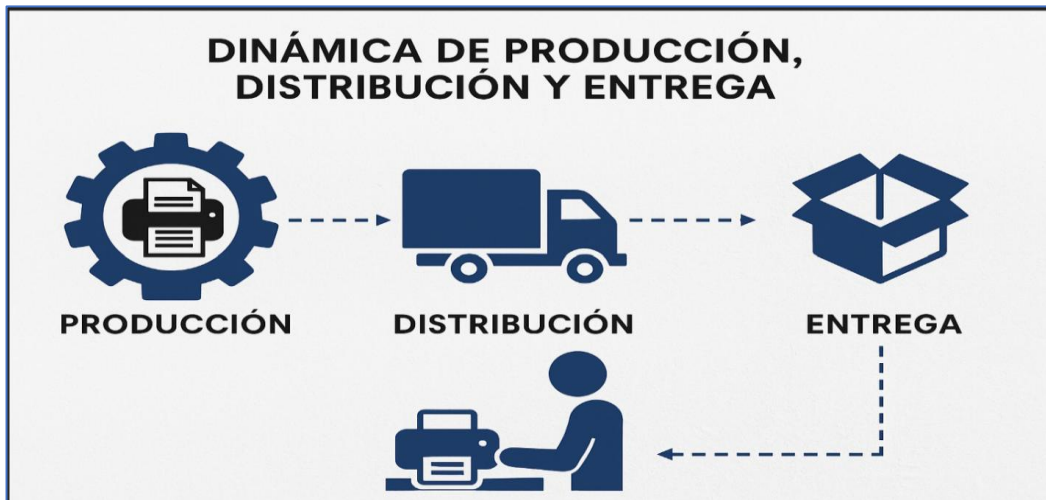 DINÁMICA DE PRODUCCIÓN,
DISTRIBUCIÓN Y ENTREGA
PRODUCCIÓN
DISTRIBUCIÓN
ENTREGA